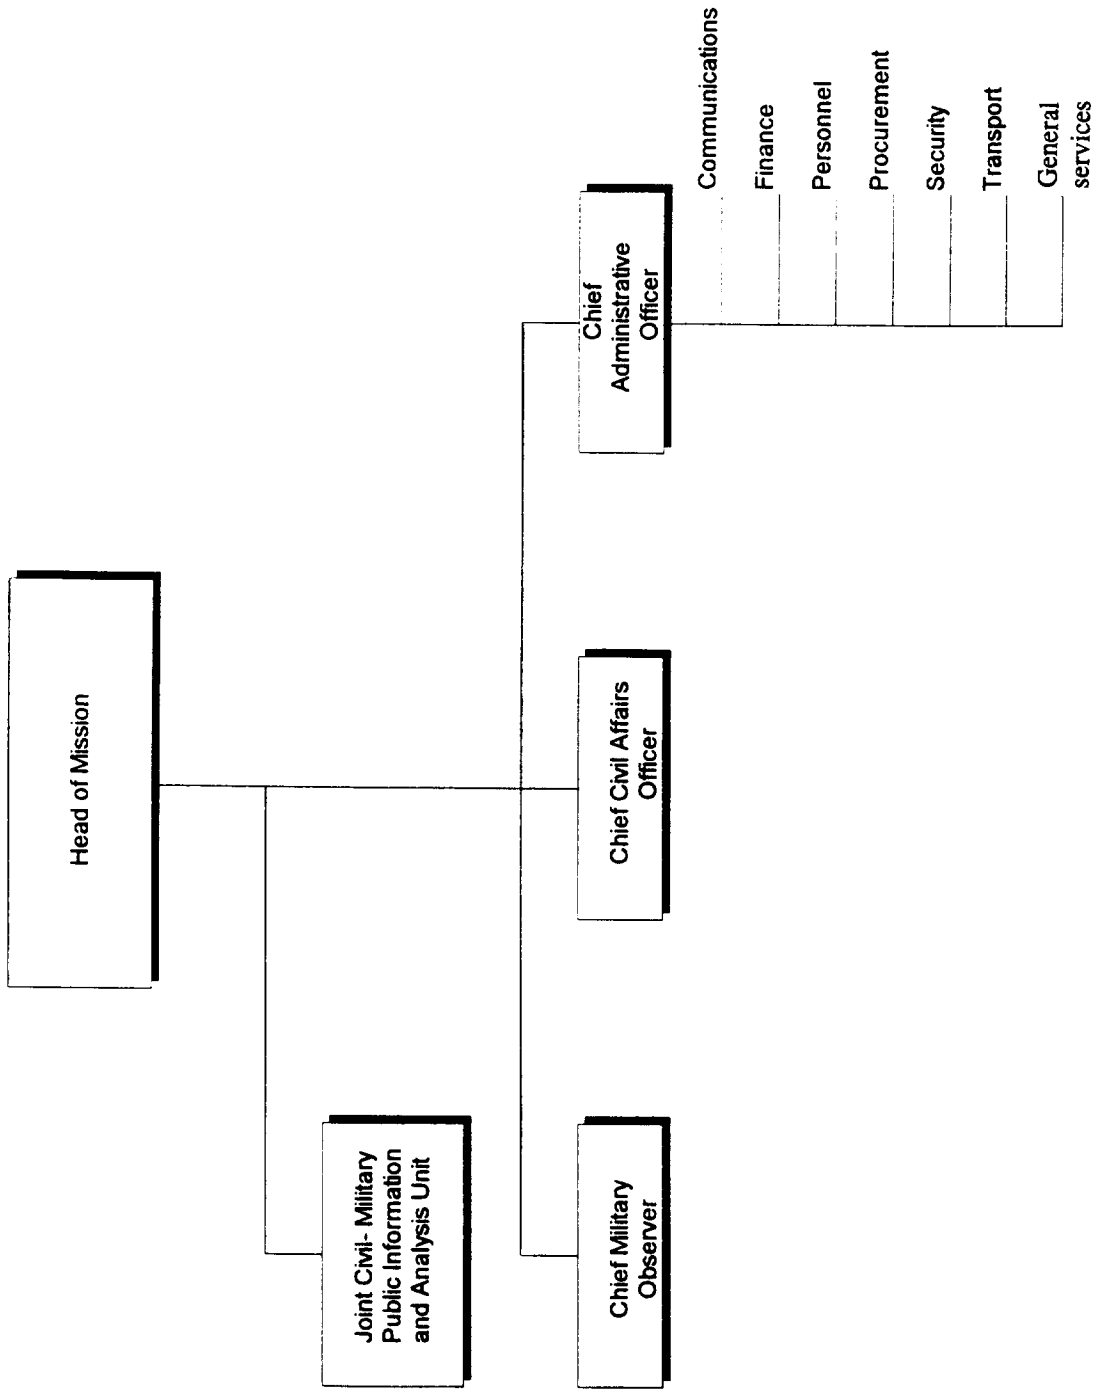 Head of Mission
Joint Civil- Military
Public Information
and Analysis Unit
Chief Military
Observer
Chief Civil Affairs
Officer
Chief
Administrative
Officer
Communications
Finance
Personnel
Procurement
Security
Transport
General
services